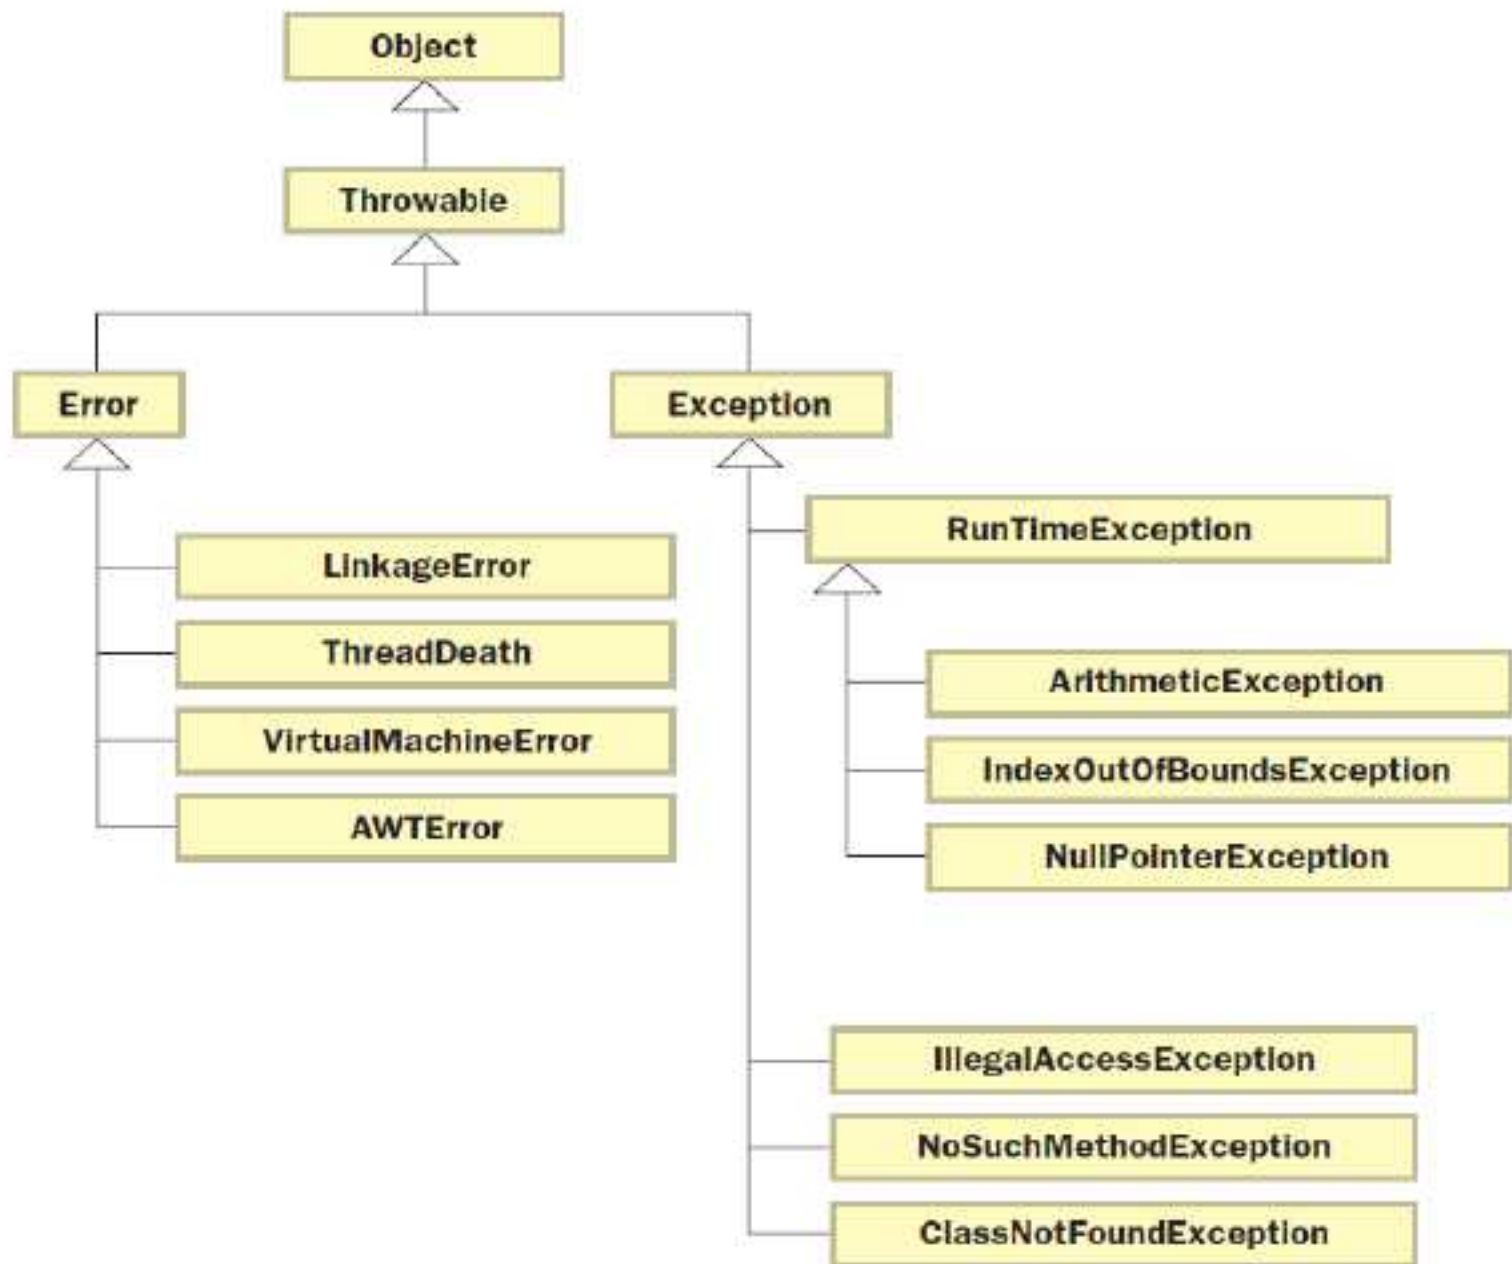 Object
Throwable
Error
Exception
LinkageError
ThreadDeath
VirtualMachineError
AWTError
RunTimeException
ArithmeticException
IndexOutOfBoundsException
NullPointerException
IllegalAccessException
NoSuchMethodException
ClassNotFoundException